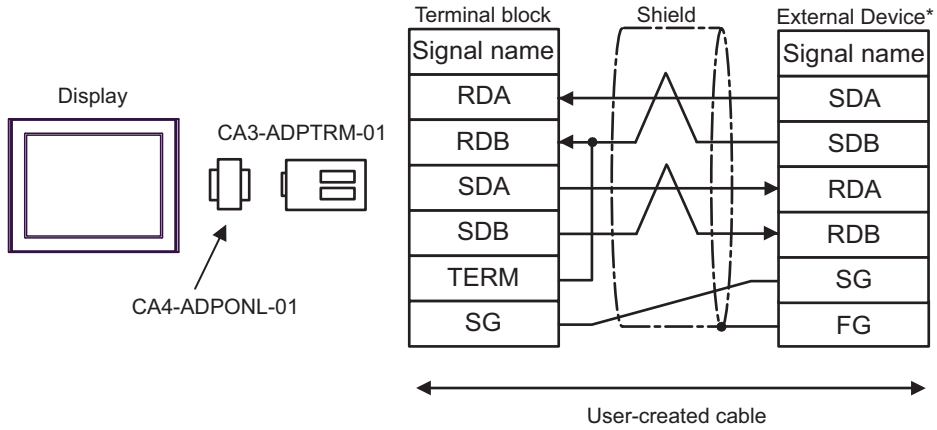 Display
CA3-ADPTRM-01
CA4-ADPONL-01
Terminal block
Signal name
RDA
RDB
SDA
SDB
TERM
SG
Shield
External Device*
Signal name
SDA
SDB
RDA
RDB
SG
FG
User-created cable